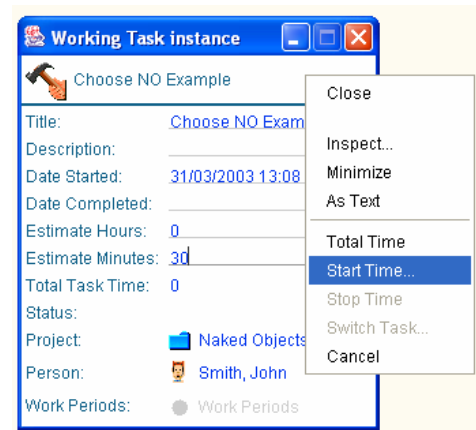 Working Task instance
Choose NO Example
Title: Choose NO Exam
Description:
Date Started: 31/03/2003 13:08
Date Completed:
Estimate Hours: 0
Estimate Minutes: 30
Total Task Time: 0
Status:
Project: Naked Objects
Person: Smith, John
Work Periods: Work Periods
Close
Inspect...
Minimize
As Text
Total Time
Start Time...
Stop Time
Switch Task...
Cancel